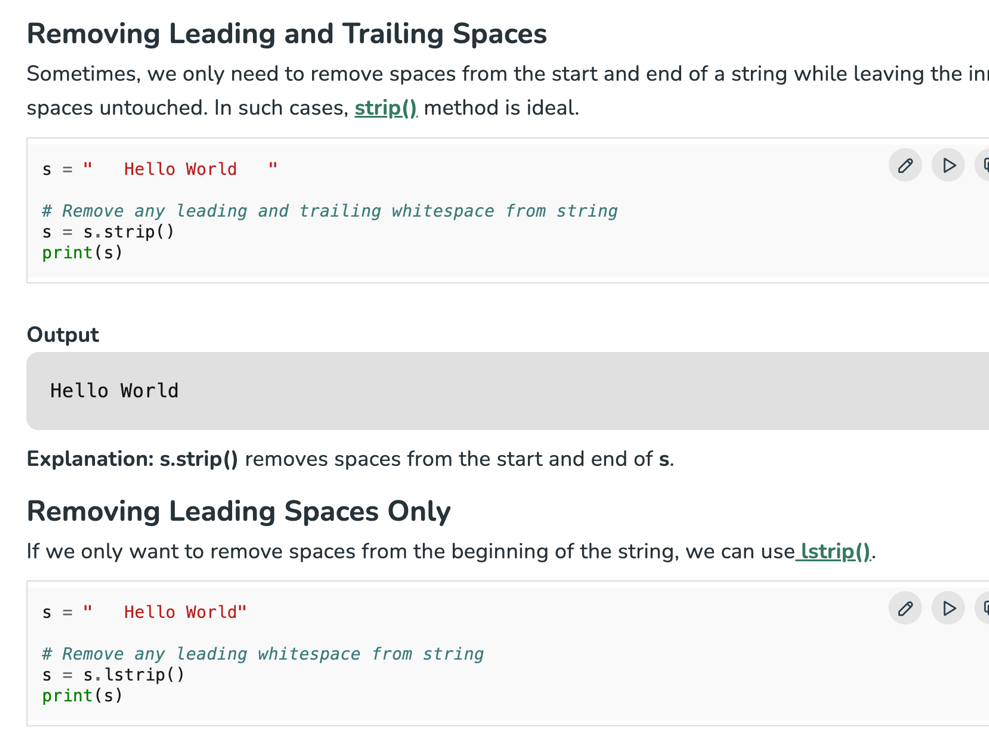 Removing Leading and Trailing Spaces
Sometimes, we only need to remove spaces from the start and end of a string while leaving the
spaces untouched. In such cases, strip() method is ideal.
s = "   Hello World   "
# Remove any leading and trailing whitespace from string
s = s.strip()
print(s)
Output
Hello World
Explanation: s.strip() removes spaces from the start and end of s.
Removing Leading Spaces Only
If we only want to remove spaces from the beginning of the string, we can use lstrip().
s = "   Hello World"
# Remove any leading whitespace from string
s = s.lstrip()
print(s)